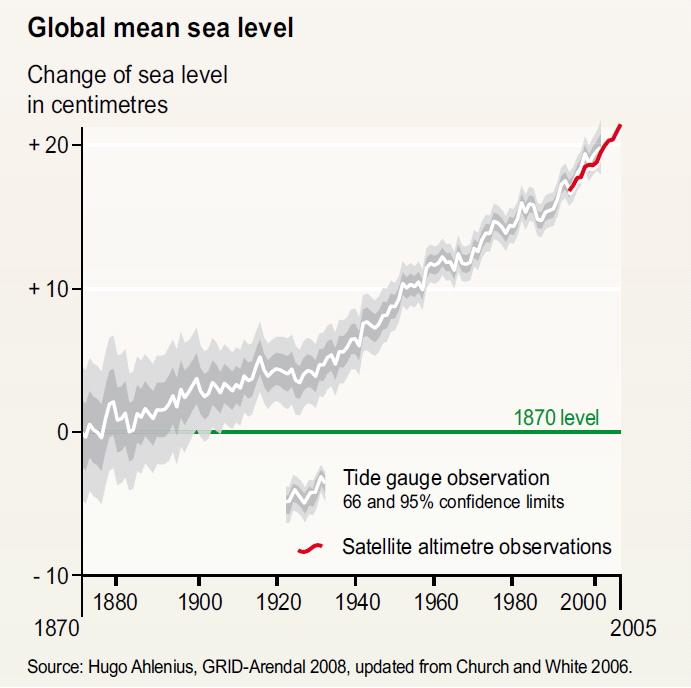 Global mean sea level
Change of sea level
in centimetres
+ 20
+ 10
0
- 10
1870 level
Tide gauge observation
66 and 95% confidence limits
Satellite altimetre observations
1880 1900 1920 1940 1960 1980 2000
1870 2005
Source: Hugo Ahlenius, GRID-Arendal 2008, updated from Church and White 2006.